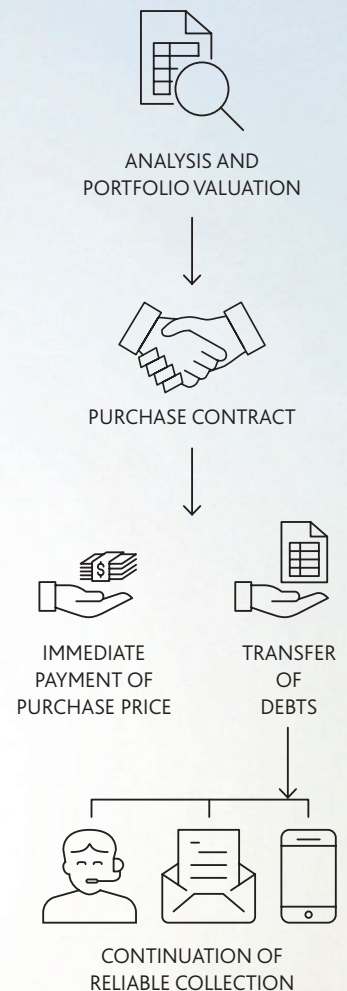 ANALYSIS AND
PORTFOLIO VALUATION
PURCHASE CONTRACT
$
IMMEDIATE
PAYMENT OF
PURCHASE PRICE
TRANSFER
OF
DEBTS
CONTINUATION OF
RELIABLE COLLECTION